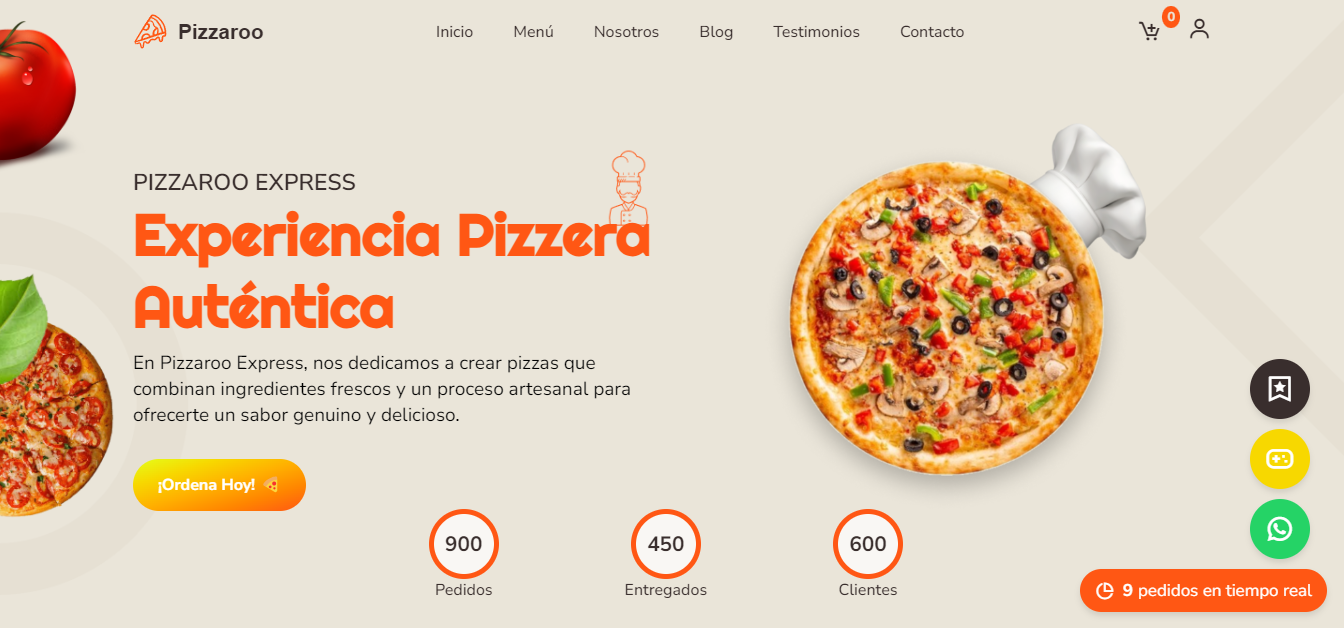 Pizzaroo
Inicio
Menú
Nosotros
Blog
Testimonios
Contacto
0
PIZZAROO EXPRESS
Experiencia Pizzera
Auténtica
En Pizzaroo Express, nos dedicamos a crear pizzas que
combinan ingredientes frescos y un proceso artesanal para
ofrecerte un sabor genuino y delicioso.
¡Ordena Hoy!
900
Pedidos
450
Entregados
600
Clientes
9 pedidos en tiempo real